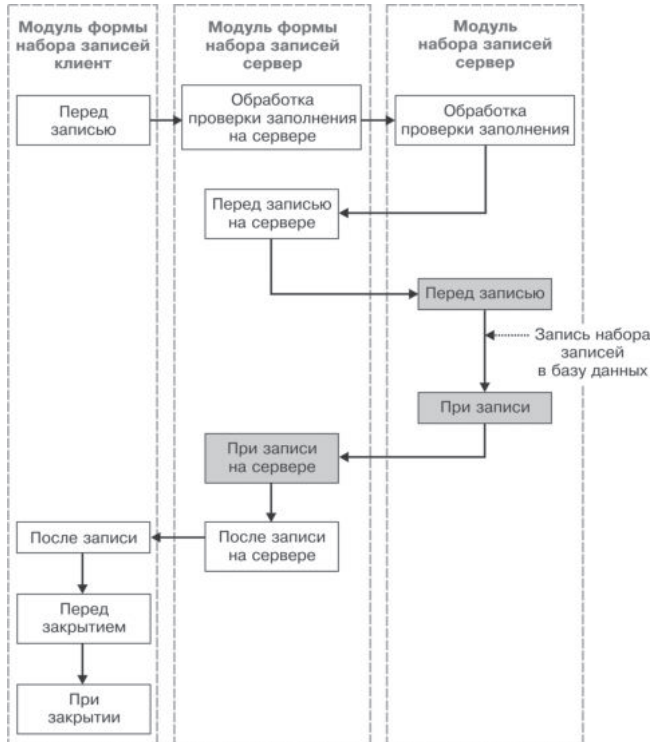 Модуль формы
набора записей
клиент
Модуль формы
набора записей
сервер
Модуль
набора записей
сервер
Перед
записью
Обработка
проверки заполнения
на сервере
Обработка
проверки заполнения
Перед записью
на сервере
Перед записью
Запись набора
записей
в базу данных
При записи
При записи
на сервере
После записи
на сервере
После записи
Перед
закрытием
При
закрытии